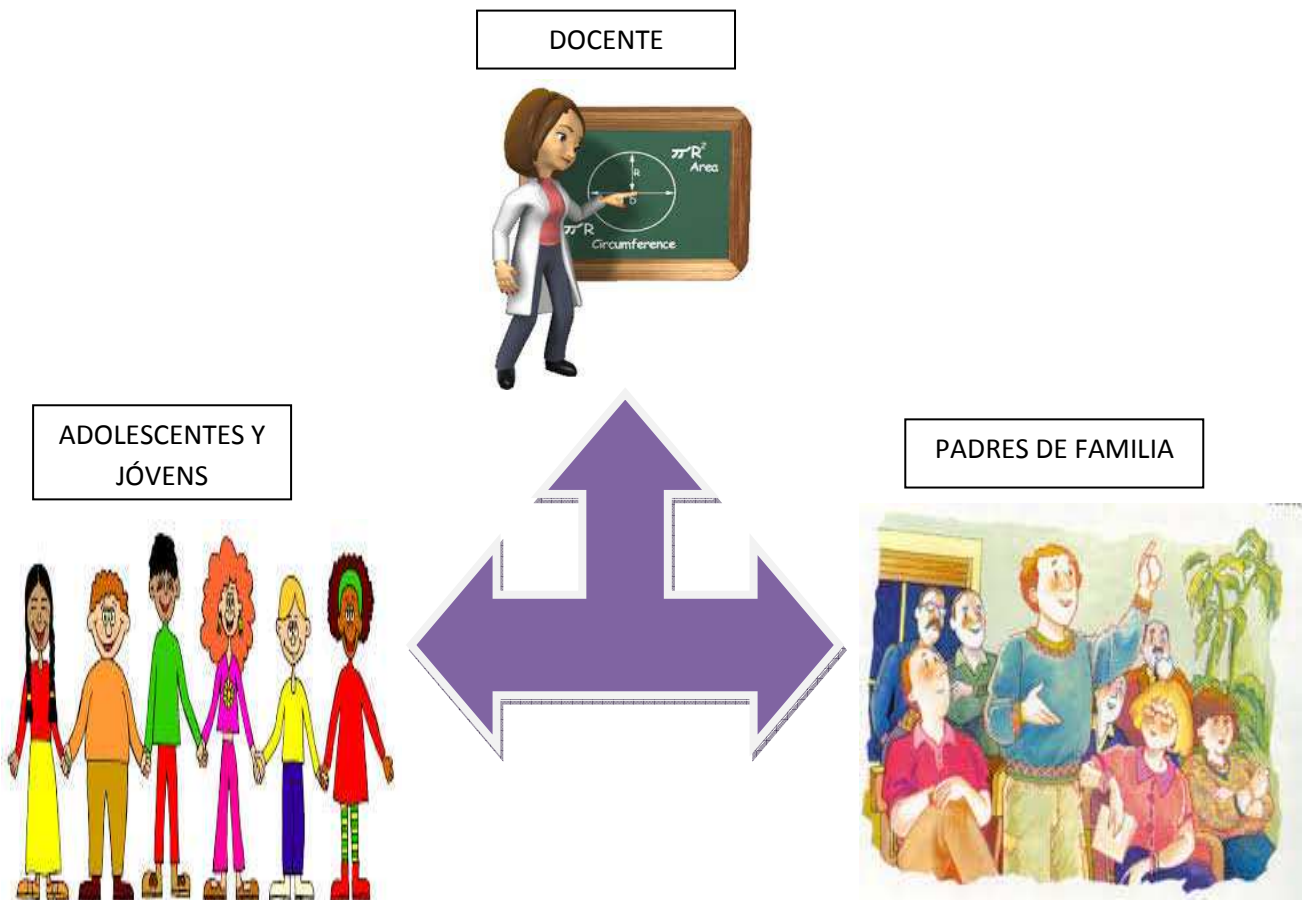 DOCENTE
πR²
Area
R
D
πR
Circumference
ADOLESCENTES Y
JÓVENS
PADRES DE FAMILIA